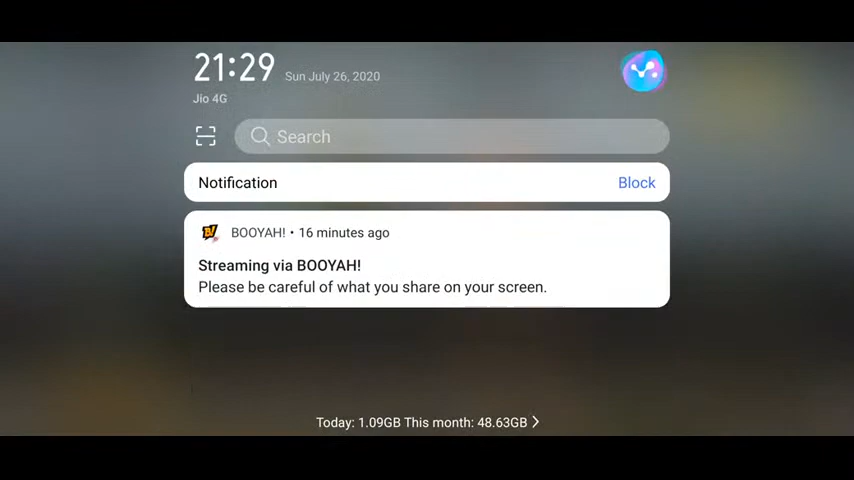 21:29 Sun July 26, 2020
Jio 4G
Search
Notification Block
BOOYAH! • 16 minutes ago
Streaming via BOOYAH!
Please be careful of what you share on your screen.
Today: 1.09GB This month: 48.63GB